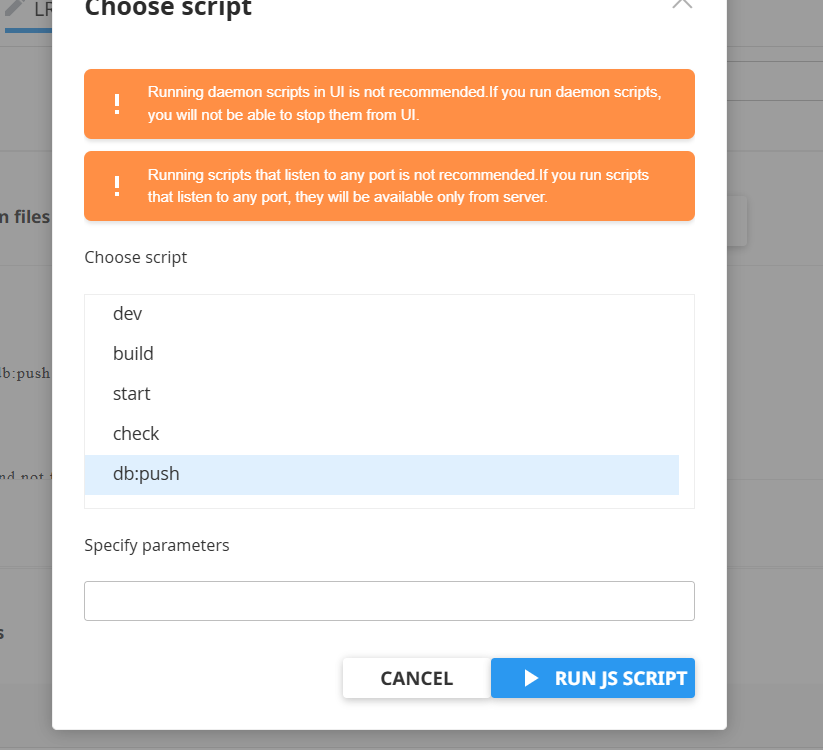 LR
Choose script
Running daemon scripts in UI is not recommended.If you run daemon scripts,
you will not be able to stop them from UI.
Running scripts that listen to any port is not recommended.If you run scripts
that listen to any port, they will be available only from server.
n files
Choose script
dev
build
start
db:push
check
db:push
nd not
Specify parameters
s
CANCEL
RUN JS SCRIPT